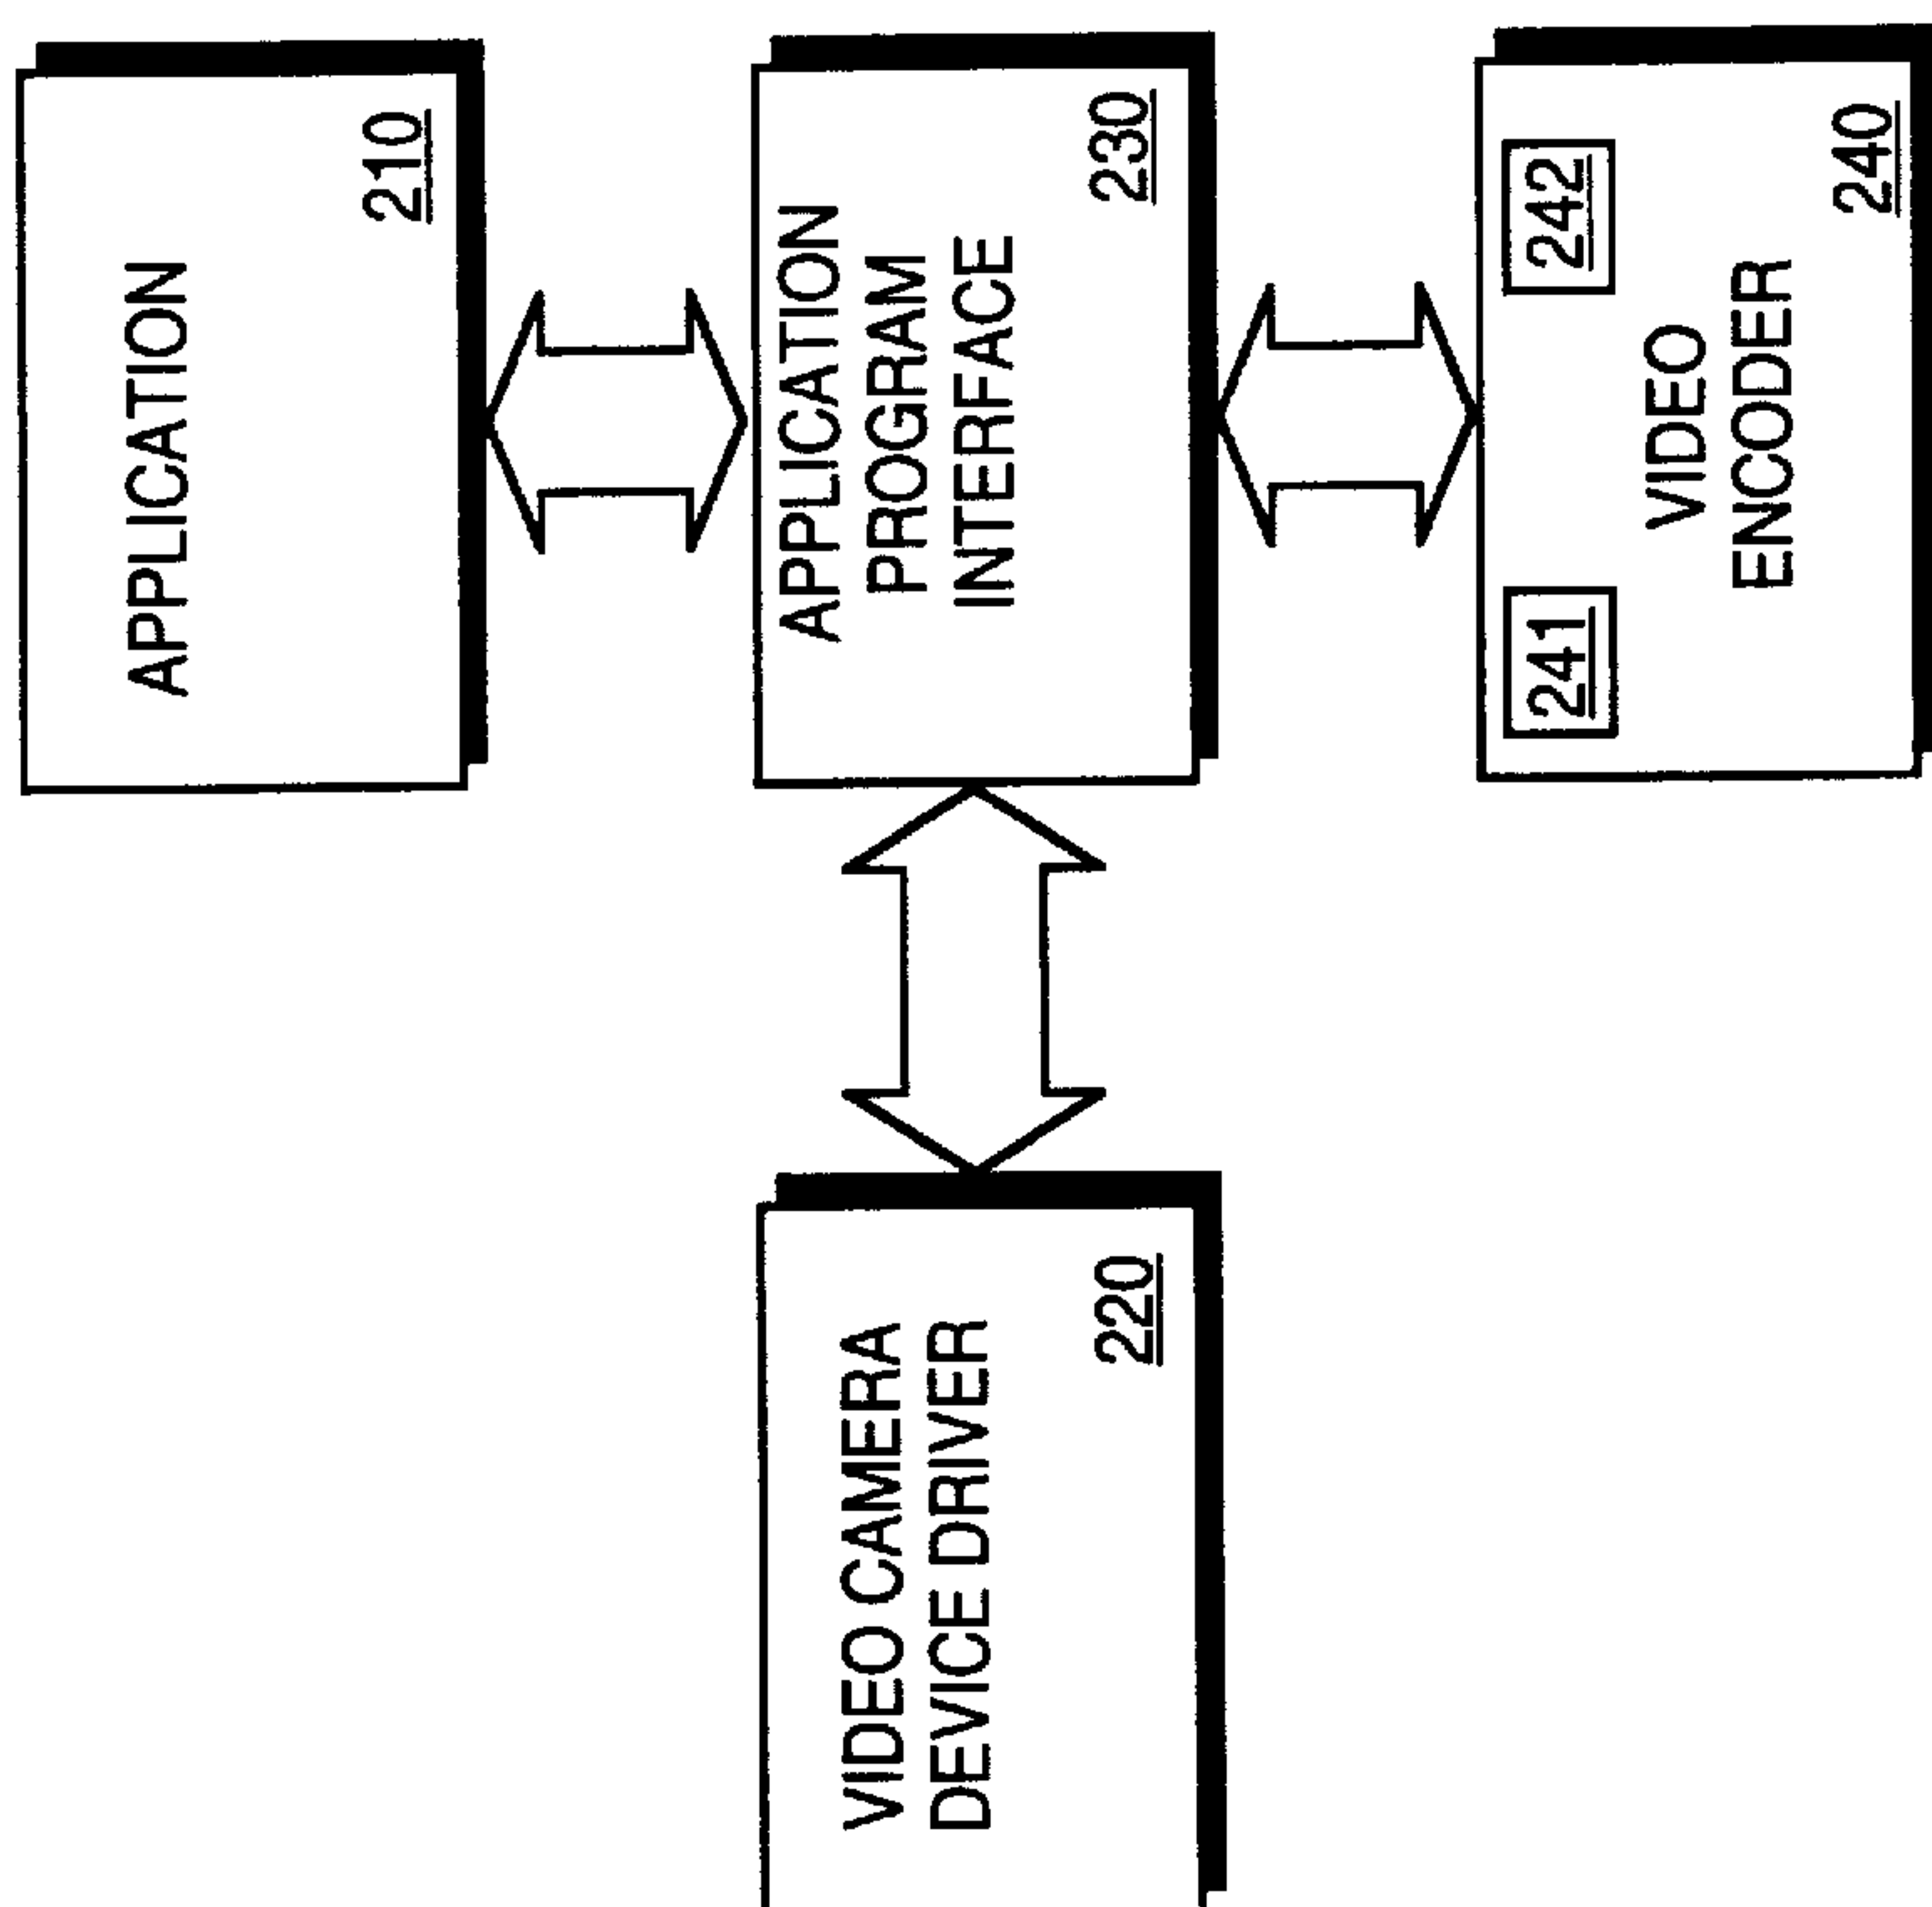 APPLICATION
210
VIDEO CAMERA
DEVICE DRIVER
220
APPLICATION
PROGRAM
INTERFACE
230
241
242
VIDEO
ENCODER
240